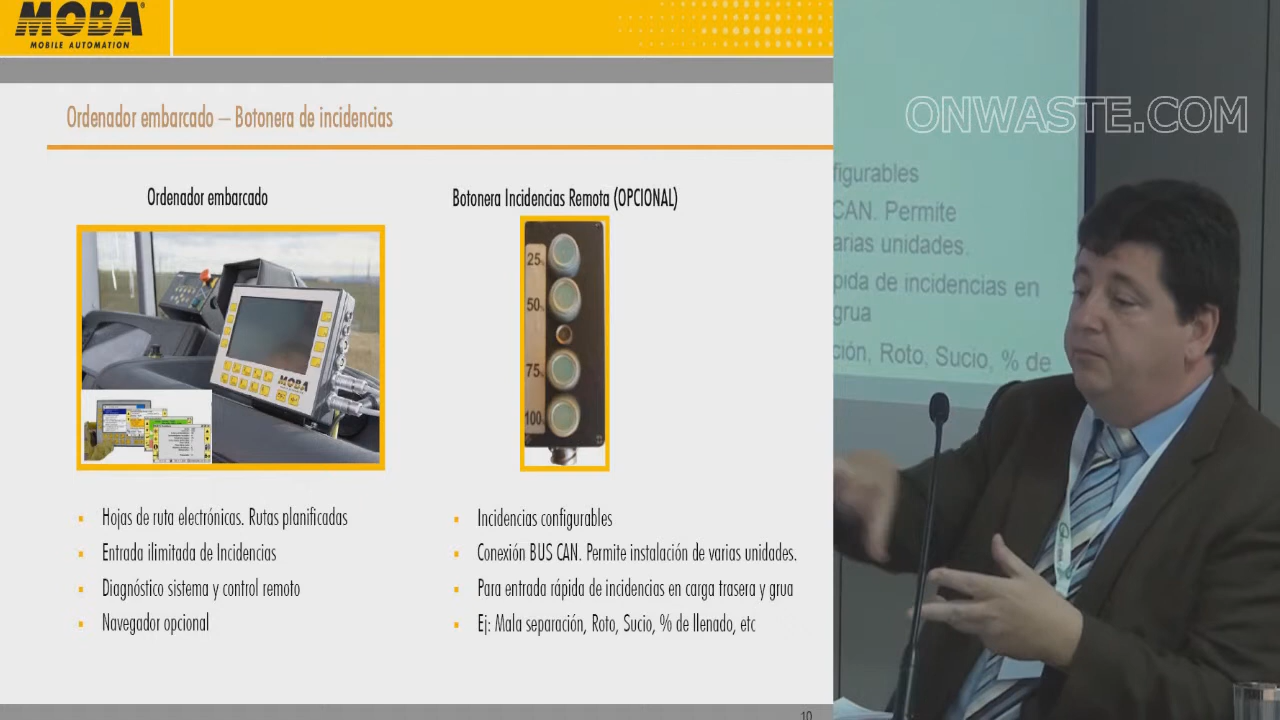 MOBA
MOBILE AUTOMATION
Ordenador embarcado – Botonera de incidencias
Ordenador embarcado
Botonera Incidencias Remota (OPCIONAL)
25%
50%
75%
100%
MOBA
Hojas de ruta electrónicas. Rutas planificadas
Entrada ilimitada de Incidencias
Diagnóstico sistema y control remoto
Navegador opcional
Incidencias configurables
Conexión BUS CAN. Permite instalación de varias unidades.
Para entrada rápida de incidencias en carga trasera y grua
Ej: Mala separación, Roto, Sucio, % de llenado, etc
10
ONWASTE.COM
figurables
CAN. Permite
arias unidades.
pida de incidencias en
grua
ción, Roto, Sucio, % de